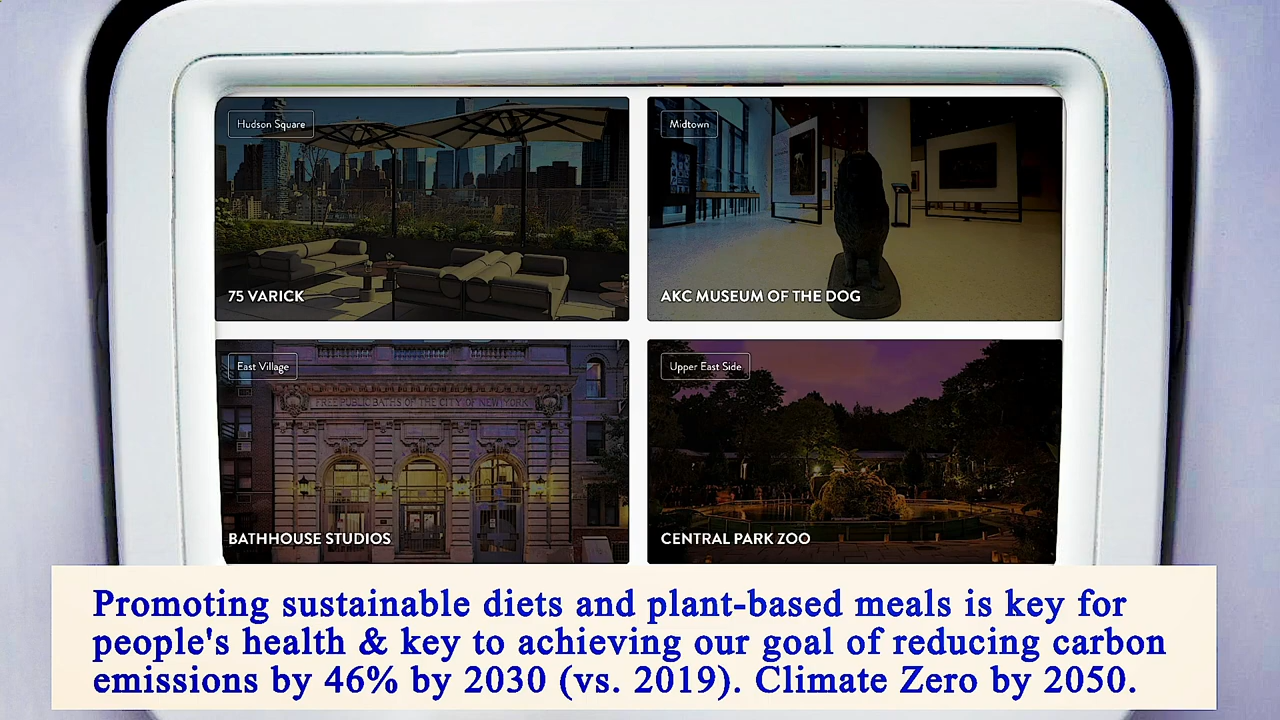 Hudson Square
75 VARICK
Midtown
AKC MUSEUM OF THE DOG
East Village
FREE PUBLIC BATHS OF THE CITY OF NEW YORK
BATHHOUSE STUDIOS
Upper East Side
CENTRAL PARK ZOO
Promoting sustainable diets and plant-based meals is key for
people's health & key to achieving our goal of reducing carbon
emissions by 46% by 2030 (vs. 2019). Climate Zero by 2050.